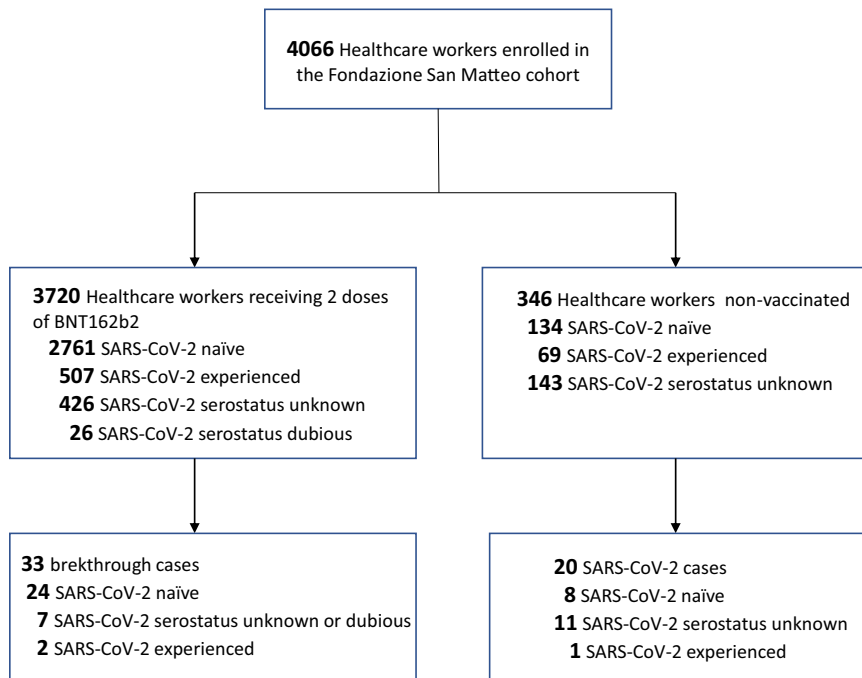 4066 Healthcare workers enrolled in
the Fondazione San Matteo cohort
3720 Healthcare workers receiving 2 doses
of BNT162b2
2761 SARS-CoV-2 naïve
507 SARS-CoV-2 experienced
426 SARS-CoV-2 serostatus unknown
26 SARS-CoV-2 serostatus dubious
346 Healthcare workers non-vaccinated
134 SARS-CoV-2 naïve
69 SARS-CoV-2 experienced
143 SARS-CoV-2 serostatus unknown
33 brekthrough cases
24 SARS-CoV-2 naïve
7 SARS-CoV-2 serostatus unknown or dubious
2 SARS-CoV-2 experienced
20 SARS-CoV-2 cases
8 SARS-CoV-2 naïve
11 SARS-CoV-2 serostatus unknown
1 SARS-CoV-2 experienced